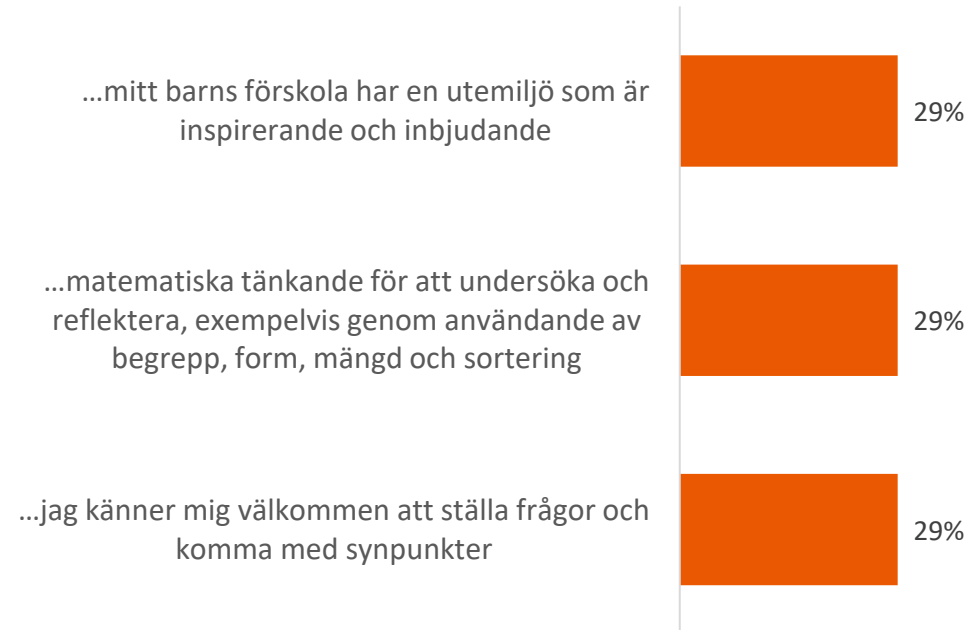 ...mitt barns förskola har en utemiljö som är
inspirerande och inbjudande
29%
...matematiska tänkande för att undersöka och
reflektera, exempelvis genom användande av
begrepp, form, mängd och sortering
29%
...jag känner mig välkommen att ställa frågor och
komma med synpunkter
29%